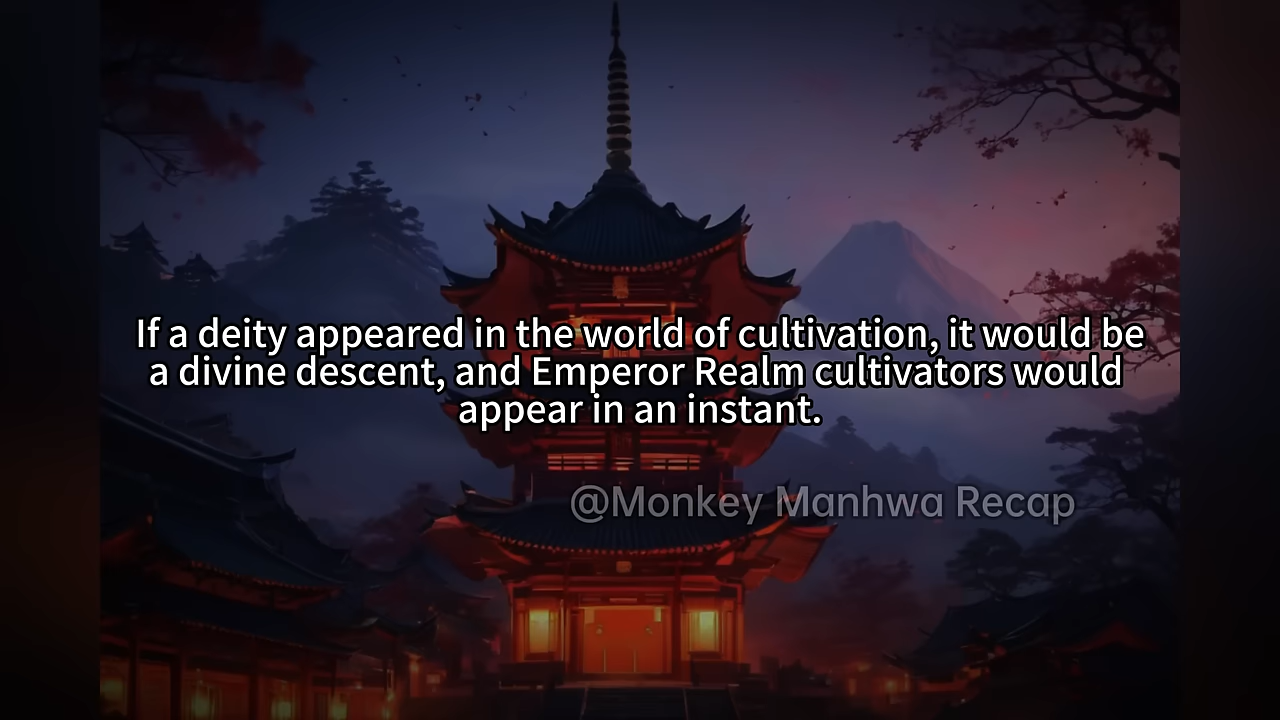 If a deity appeared in the world of cultivation, it would be
a divine descent, and Emperor Realm cultivators would
appear in an instant.
@Monkey Manhwa Recap